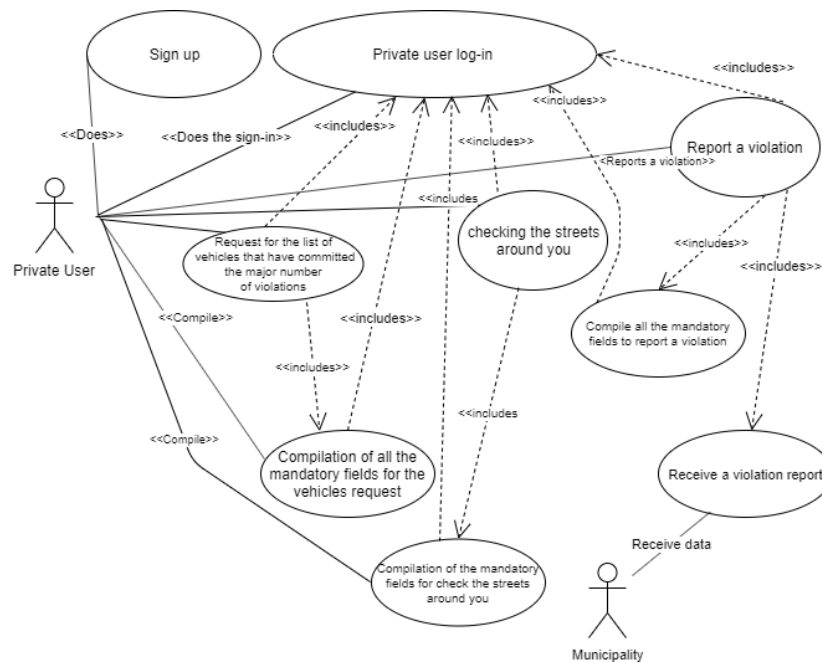 Sign up
Private user log-in
<<includes>>
<<Does>>
<<Does the sign-in>>
<<includes>>
<<includes>>
<<includes>>
<<includes>>
Report a violation
<Reports a violation>>
Private User
<<includes
Request for the list of
vehicles that have committed
the major number
of violations
checking the streets
around you
<<includes>>
<<includes>>
<<Compile>>
<<includes>>
Compile all the mandatory
fields to report a violation
<<includes>>
<<includes
<<Compile>>
Compilation of all the
mandatory fields for the
vehicles request
Receive a violation report
Receive data
Compilation of the mandatory
fields for check the streets
around you
Municipality